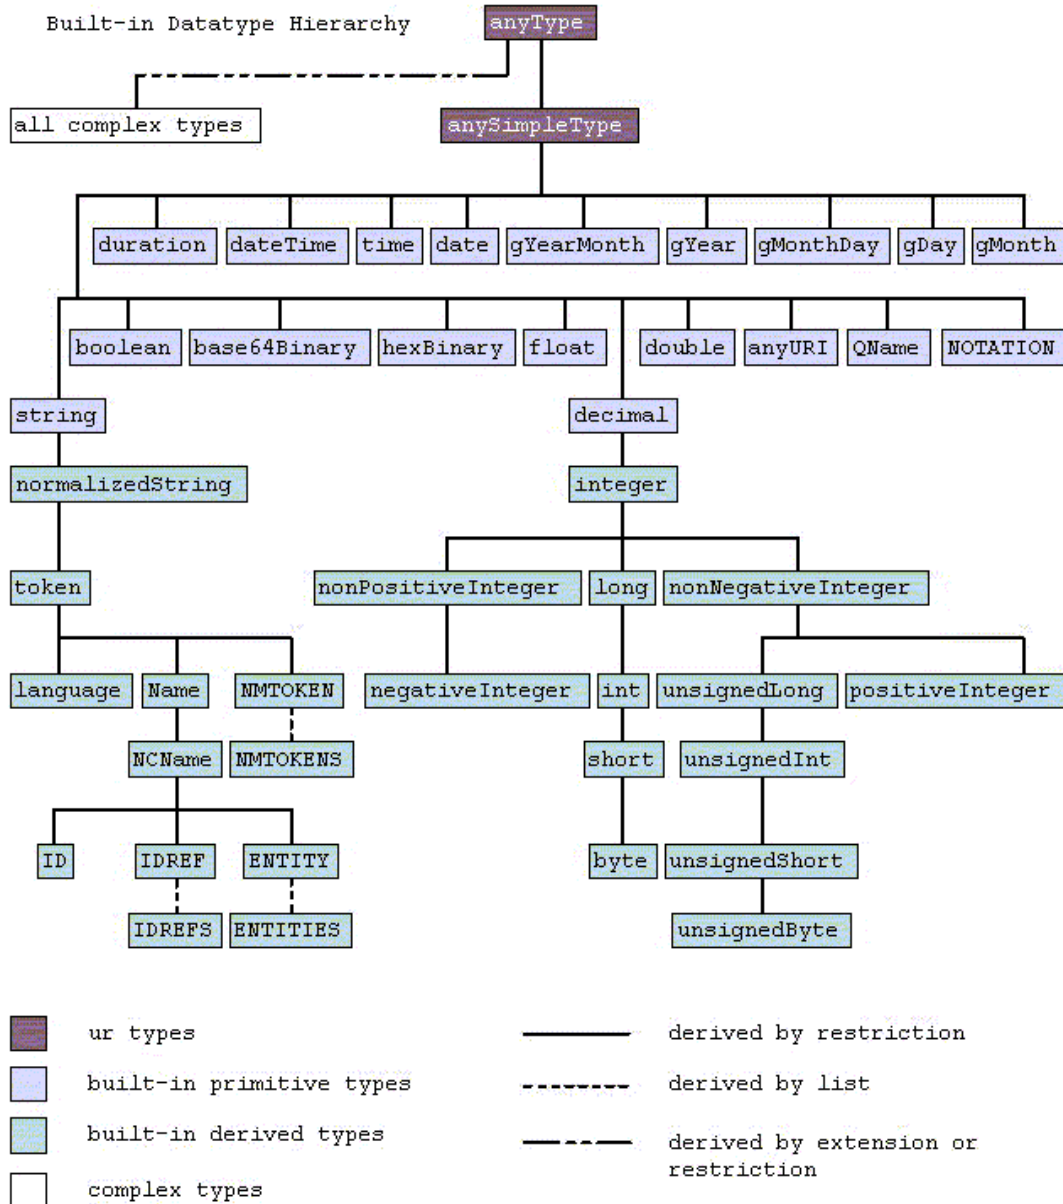 Built-in Datatype Hierarchy anyType
all complex types anySimpleType
duration dateTime time date gYearMonth gYear gMonthDay gDay gMonth
boolean base64Binary hexBinary float double anyURI QName NOTATION
string decimal
normalizedString integer
token nonPositiveInteger long nonNegativeInteger
language Name NMTOKEN negativeInteger int unsignedLong positiveInteger
NCName NMTOKENS short unsignedInt
ID IDREF ENTITY byte unsignedShort
IDREFS ENTITIES unsignedByte
ur types derived by restriction
built-in primitive types derived by list
built-in derived types derived by extension or
restriction
complex types